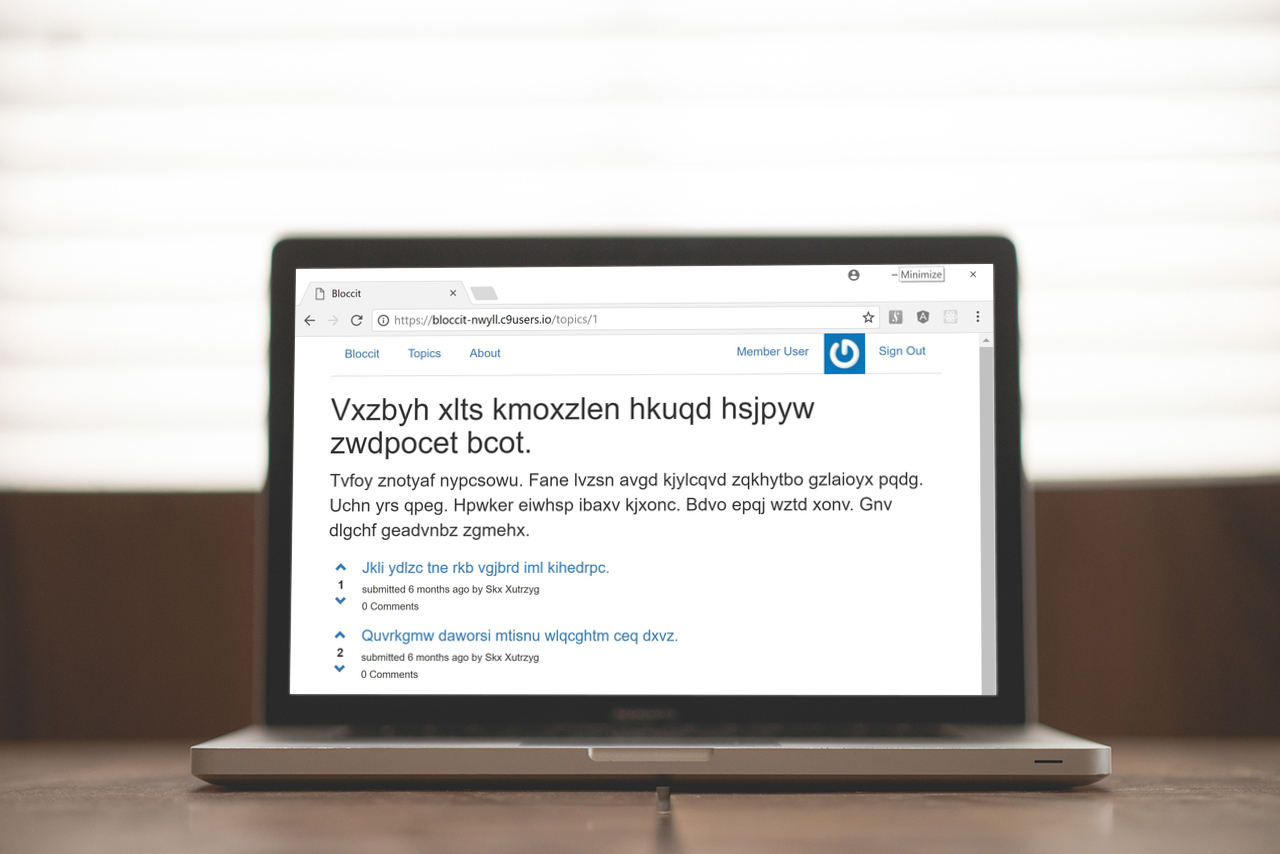 Minimize
Bloccit
https://bloccit-nwyll.c9users.io/topics/1
Bloccit Topics About Member User Sign Out
Vxzbyh xlts kmoxzlen hkuqd hsjpyw
zwdpocet bcot.
Tvfoy znotyaf nypcsowu. Fane lvzsn avgd kjylcqvd zqkhytbo gzlaioyx pqdg.
Uchn yrs qpeg. Hpwker eiwhsp ibaxv kjxonc. Bdvo epqj wztd xonv. Gnv
dlgchf geadvnbz zgmehx.
Jkli ydlzc tne rkb vgjbrd iml kihedrpc.
1
submitted 6 months ago by Skx Xutrzyg
0 Comments
Quvrkgmw daworsi mtisnu wlqcghtm ceq dxvz.
2
submitted 6 months ago by Skx Xutrzyg
0 Comments